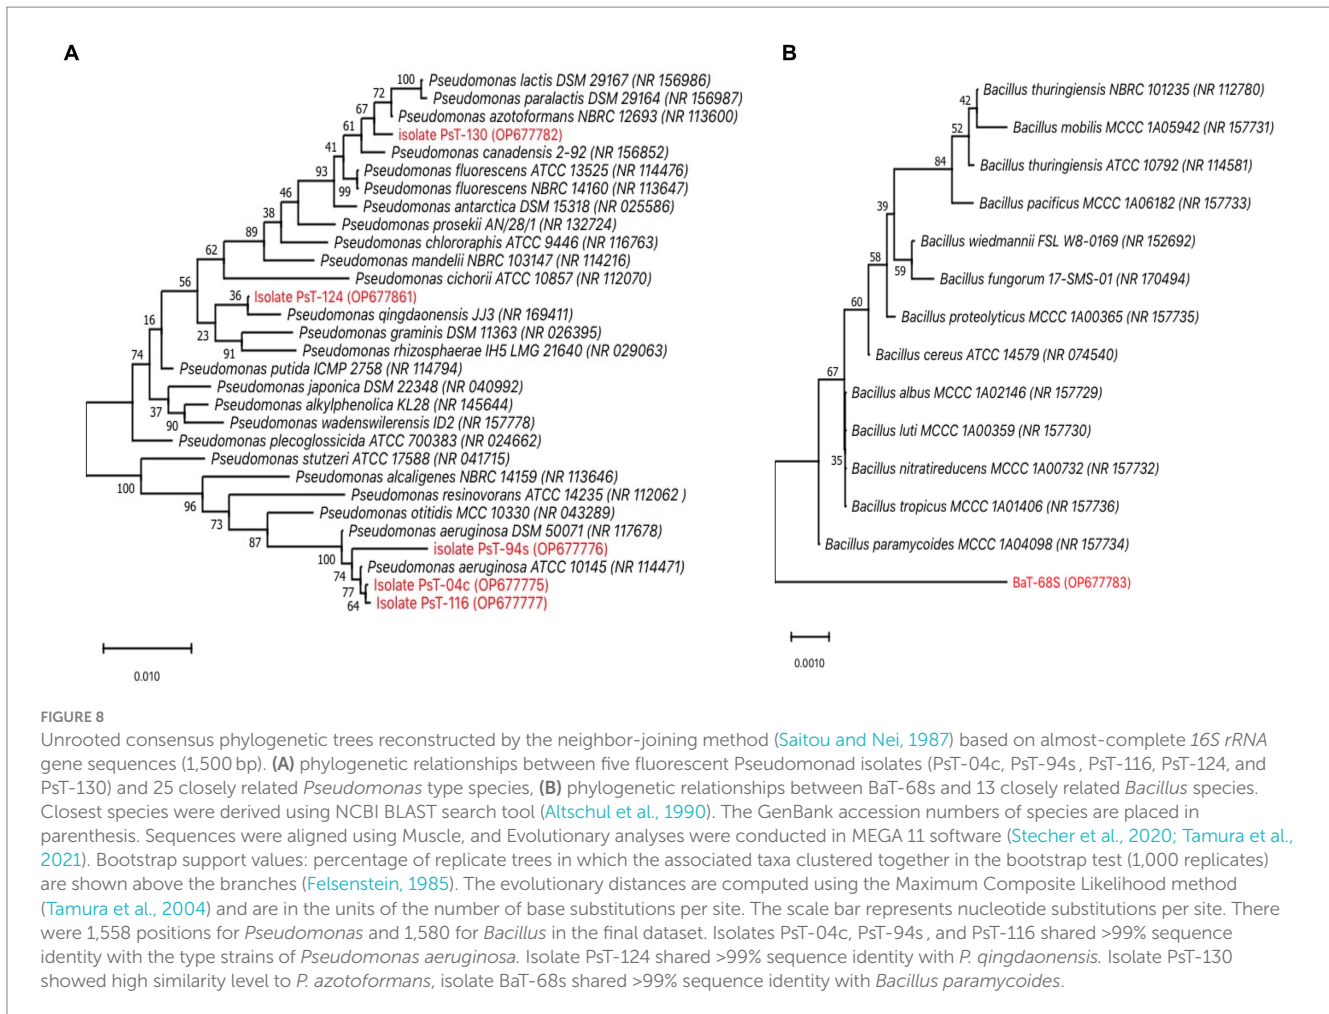 A
B
100
Pseudomonas lactis DSM 29167 (NR 156986)
72
Pseudomonas paralactis DSM 29164 (NR 156987)
67
Pseudomonas azotoformans NBRC 12693 (NR 113600)
61
isolate PsT-130 (OP677782)
41
Pseudomonas canadensis 2-92 (NR 156852)
93
Pseudomonas fluorescens ATCC 13525 (NR 114476)
99
Pseudomonas fluorescens NBRC 14160 (NR 113647)
46
Pseudomonas antarctica DSM 15318 (NR 025586)
38
Pseudomonas prosekii AN/28/1 (NR 132724)
89
Pseudomonas chlororaphis ATCC 9446 (NR 116763)
62
Pseudomonas mandelii NBRC 103147 (NR 114216)
Pseudomonas cichorii ATCC 10857 (NR 112070)
56
36
Isolate PsT-124 (OP677861)
Pseudomonas qingdaonensis JJ3 (NR 169411)
16
23
Pseudomonas graminis DSM 11363 (NR 026395)
91
Pseudomonas rhizosphaerae IH5 LMG 21640 (NR 029063)
74
Pseudomonas putida ICMP 2758 (NR 114794)
Pseudomonas japonica DSM 22348 (NR 040992)
37
Pseudomonas alkylphenolica KL28 (NR 145644)
90
Pseudomonas wadenswilerensis ID2 (NR 157778)
Pseudomonas plecoglossicida ATCC 700383 (NR 024662)
Pseudomonas stutzeri ATCC 17588 (NR 041715)
100
Pseudomonas alcaligenes NBRC 14159 (NR 113646)
96
Pseudomonas resinovorans ATCC 14235 (NR 112062 )
73
Pseudomonas otitidis MCC 10330 (NR 043289)
87
Pseudomonas aeruginosa DSM 50071 (NR 117678)
100
isolate PsT-94s (OP677776)
74
Pseudomonas aeruginosa ATCC 10145 (NR 114471)
77
Isolate PsT-04c (OP677775)
64
Isolate PsT-116 (OP677777)
0.010
42
Bacillus thuringiensis NBRC 101235 (NR 112780)
52
Bacillus mobilis MCCC 1A05942 (NR 157731)
84
Bacillus thuringiensis ATCC 10792 (NR 114581)
Bacillus pacificus MCCC 1A06182 (NR 157733)
39
Bacillus wiedmannii FSL W8-0169 (NR 152692)
58
59
Bacillus fungorum 17-SMS-01 (NR 170494)
60
Bacillus proteolyticus MCCC 1A00365 (NR 157735)
Bacillus cereus ATCC 14579 (NR 074540)
67
Bacillus albus MCCC 1A02146 (NR 157729)
Bacillus luti MCCC 1A00359 (NR 157730)
35
Bacillus nitratireducens MCCC 1A00732 (NR 157732)
Bacillus tropicus MCCC 1A01406 (NR 157736)
Bacillus paramycoides MCCC 1A04098 (NR 157734)
BaT-68S (OP677783)
0.0010
FIGURE 8
Unrooted consensus phylogenetic trees reconstructed by the neighbor-joining method (Saitou and Nei, 1987) based on almost-complete 16S rRNA
gene sequences (1,500 bp). (A) phylogenetic relationships between five fluorescent Pseudomonad isolates (PsT-04c, PsT-94s, PsT-116, PsT-124, and
PsT-130) and 25 closely related Pseudomonas type species, (B) phylogenetic relationships between BaT-68s and 13 closely related Bacillus species.
Closest species were derived using NCBI BLAST search tool (Altschul et al., 1990). The GenBank accession numbers of species are placed in
parenthesis. Sequences were aligned using Muscle, and Evolutionary analyses were conducted in MEGA 11 software (Stecher et al., 2020; Tamura et al.,
2021). Bootstrap support values: percentage of replicate trees in which the associated taxa clustered together in the bootstrap test (1,000 replicates)
are shown above the branches (Felsenstein, 1985). The evolutionary distances are computed using the Maximum Composite Likelihood method
(Tamura et al., 2004) and are in the units of the number of base substitutions per site. The scale bar represents nucleotide substitutions per site. There
were 1,558 positions for Pseudomonas and 1,580 for Bacillus in the final dataset. Isolates PsT-04c, PsT-94s, and PsT-116 shared >99% sequence
identity with the type strains of Pseudomonas aeruginosa. Isolate PsT-124 shared >99% sequence identity with P. qingdaonensis. Isolate PsT-130
showed high similarity level to P. azotoformans, isolate BaT-68s shared >99% sequence identity with Bacillus paramycoides.